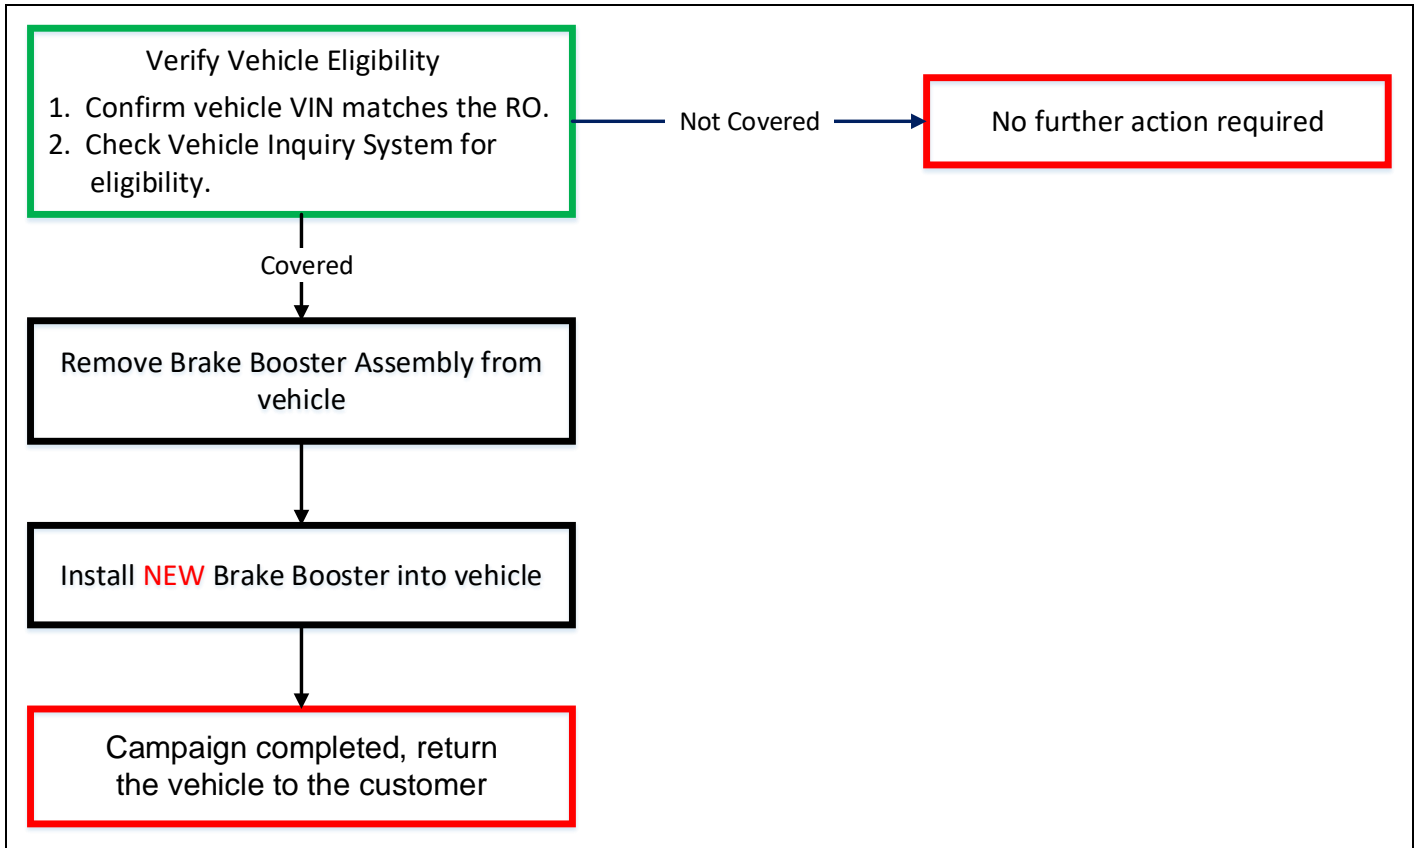 Verify Vehicle Eligibility
1. Confirm vehicle VIN matches the RO.
2. Check Vehicle Inquiry System for
eligibility.
Not Covered
No further action required
Covered
Remove Brake Booster Assembly from
vehicle
Install NEW Brake Booster into vehicle
Campaign completed, return
the vehicle to the customer